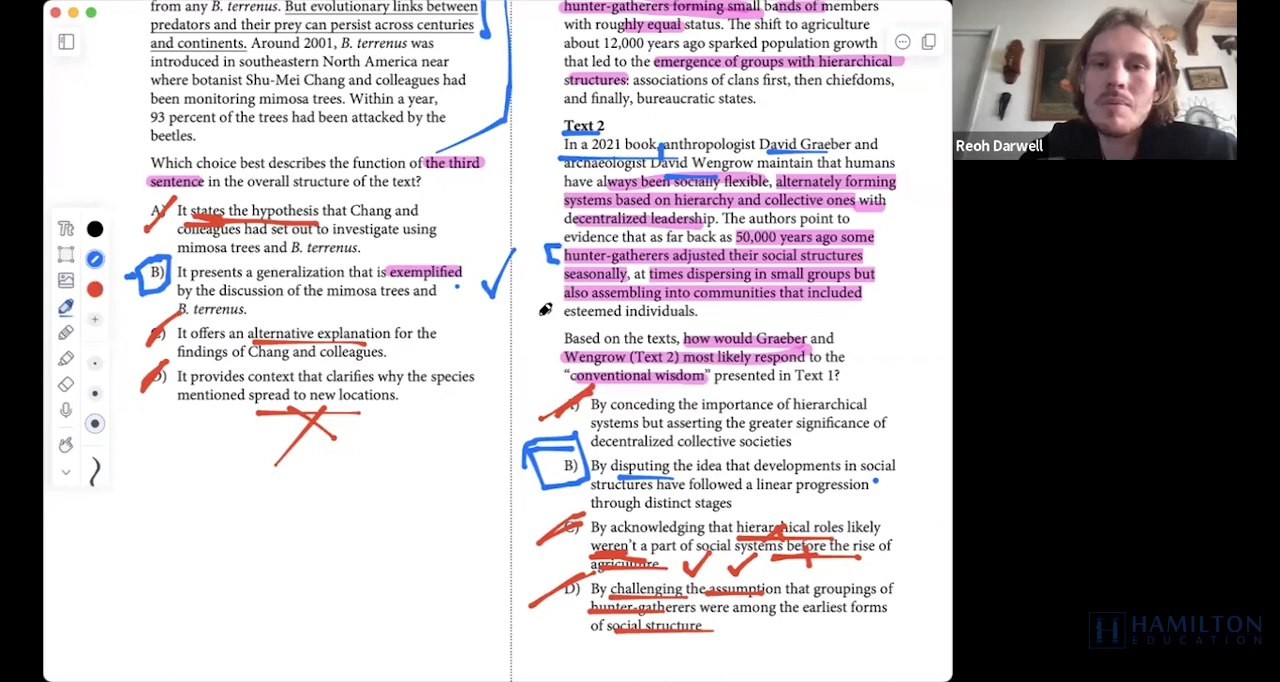 from any B. terrenus. But evolutionary links between
predators and their prey can persist across centuries
and continents. Around 2001, B. terrenus was
introduced in southeastern North America near
where botanist Shu-Mei Chang and colleagues had
been monitoring mimosa trees. Within a year,
93 percent of the trees had been attacked by the
beetles.
Which choice best describes the function of the third
sentence in the overall structure of the text?
A) It states the hypothesis that Chang and
colleagues had set out to investigate using
mimosa trees and B. terrenus.
B) It presents a generalization that is exemplified
by the discussion of the mimosa trees and
B. terrenus.
C) It offers an alternative explanation for the
findings of Chang and colleagues.
D) It provides context that clarifies why the species
mentioned spread to new locations.
hunter-gatherers forming small bands of members
with roughly equal status. The shift to agriculture
about 12,000 years ago sparked population growth
that led to the emergence of groups with hierarchical
structures: associations of clans first, then chiefdoms,
and finally, bureaucratic states.
Text 2
In a 2021 book, anthropologist David Graeber and
archaeologist David Wengrow maintain that humans
have always been socially flexible, alternately forming
systems based on hierarchy and collective ones with
decentralized leadership. The authors point to
evidence that as far back as 50,000 years ago some
hunter-gatherers adjusted their social structures
seasonally, at times dispersing in small groups but
also assembling into communities that included
esteemed individuals.
Based on the texts, how would Graeber and
Wengrow (Text 2) most likely respond to the
“conventional wisdom” presented in Text 1?
A) By conceding the importance of hierarchical
systems but asserting the greater significance of
decentralized collective societies
B) By disputing the idea that developments in social
structures have followed a linear progression
through distinct stages
C) By acknowledging that hierarchical roles likely
weren’t a part of social systems before the rise of
agriculture
D) By challenging the assumption that groupings of
hunter-gatherers were among the earliest forms
of social structure
Tt
Reoh Darwell
HAMILTON
EDUCATION